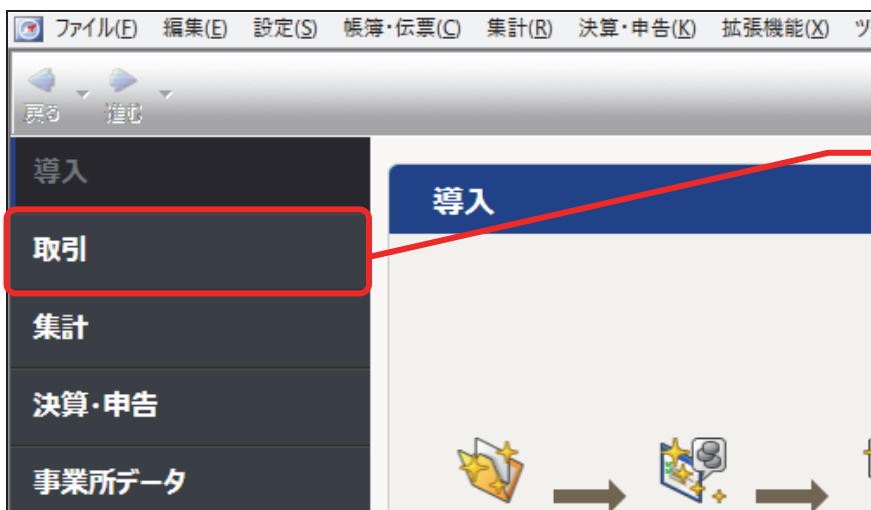 ファイル(F) 編集(E) 設定(S) 帳簿・伝票(C) 集計(R) 決算・申告(K) 拡張機能(X) ツ
戻る 進む
導入
導入
取引
集計
決算・申告
事業所データ